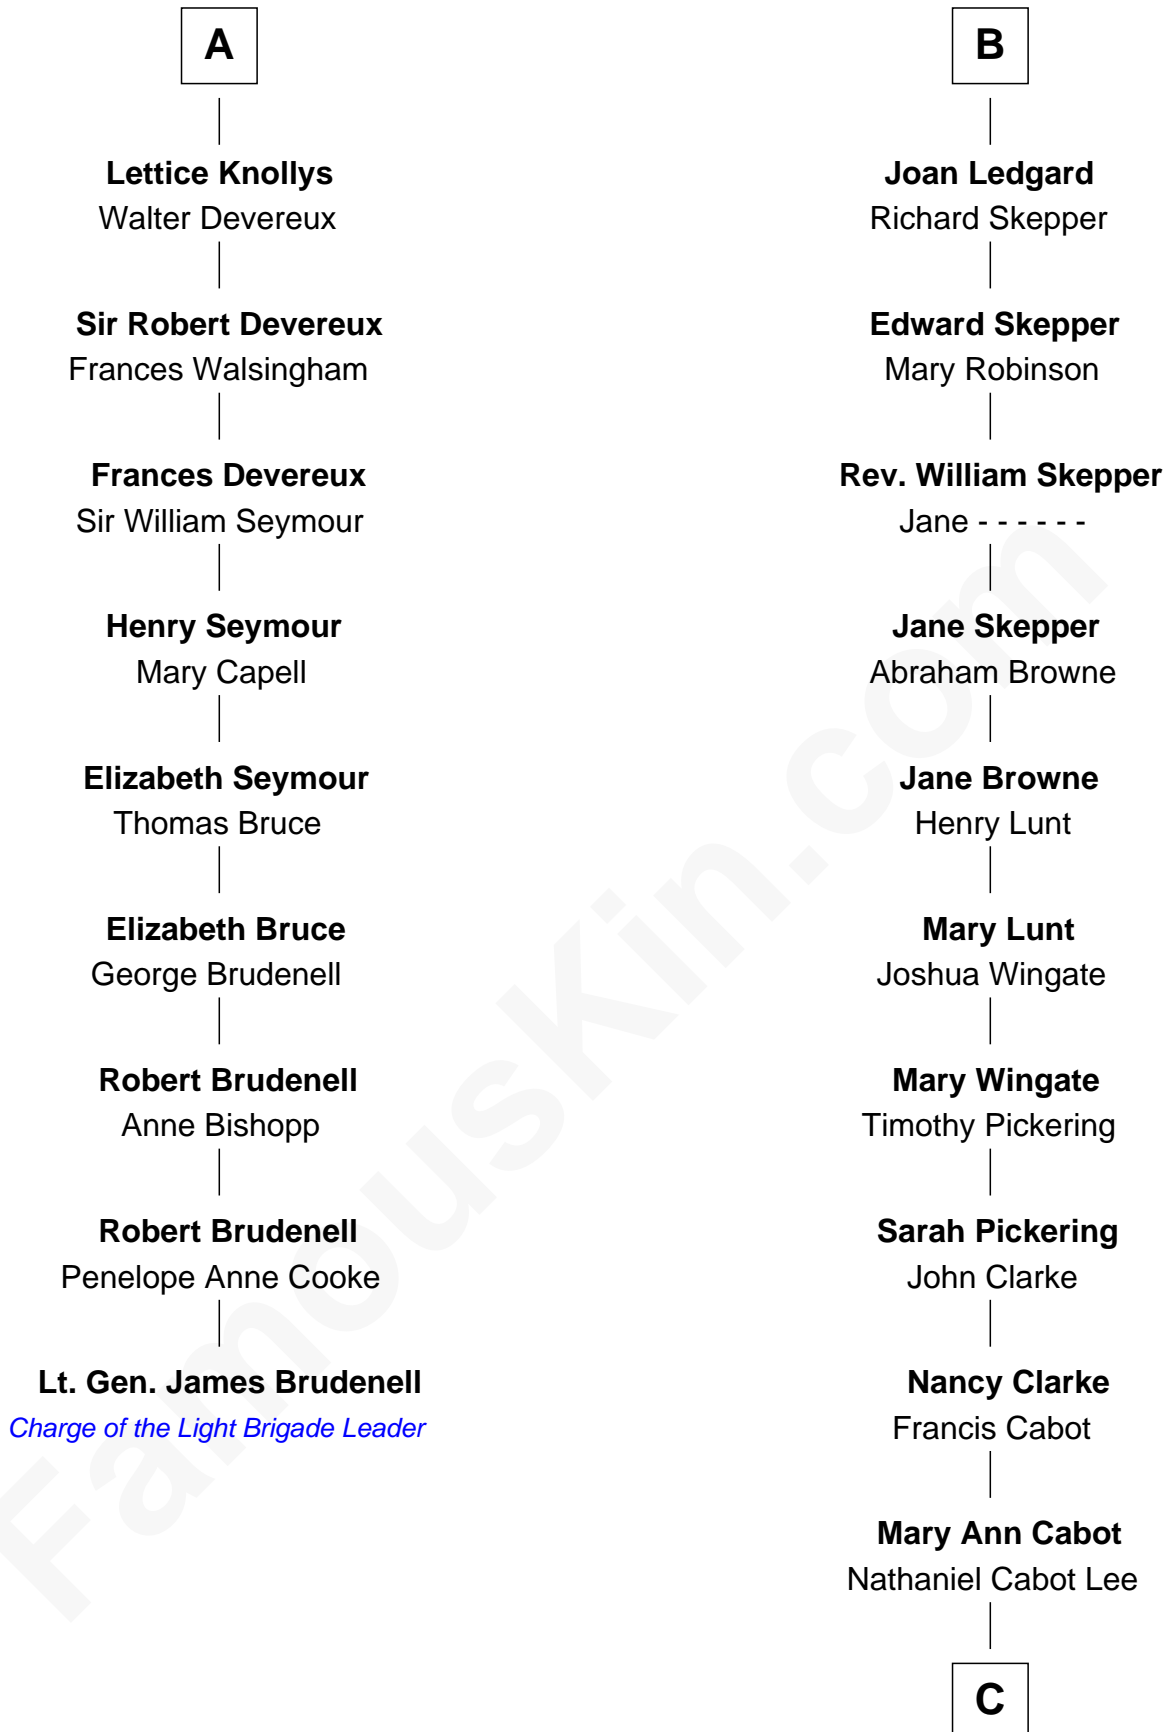 A
Lettice Knollys
Walter Devereux
Sir Robert Devereux
Frances Walsingham
Frances Devereux
Sir William Seymour
Henry Seymour
Mary Capell
Elizabeth Seymour
Thomas Bruce
Elizabeth Bruce
George Brudenell
Robert Brudenell
Anne Bishopp
Robert Brudenell
Penelope Anne Cooke
Lt. Gen. James Brudenell
Charge of the Light Brigade Leader
B
Joan Ledgard
Richard Skepper
Edward Skepper
Mary Robinson
Rev. William Skepper
Jane - - - - - -
Jane Skepper
Abraham Browne
Jane Browne
Henry Lunt
Mary Lunt
Joshua Wingate
Mary Wingate
Timothy Pickering
Sarah Pickering
John Clarke
Nancy Clarke
Francis Cabot
Mary Ann Cabot
Nathaniel Cabot Lee
C
FamousKin.com